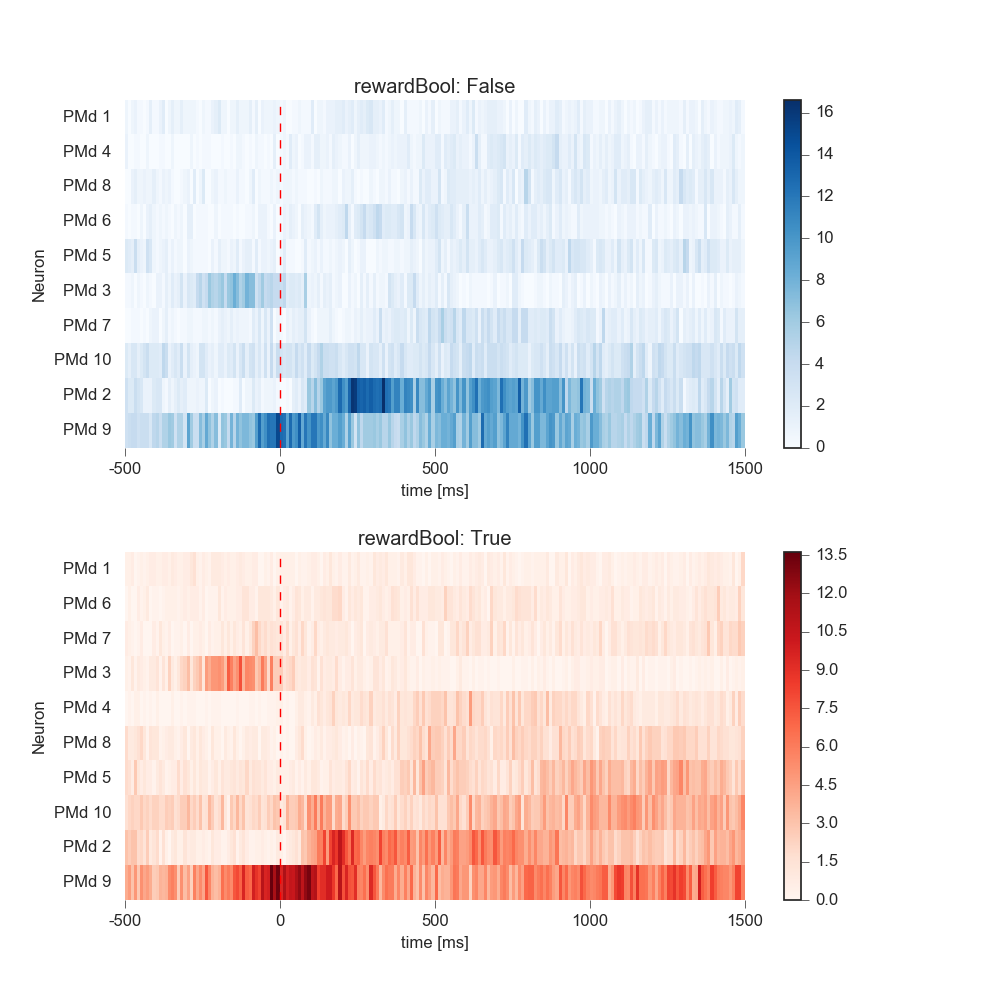 rewardBool: False
Neuron
PMd 1
PMd 4
PMd 8
PMd 6
PMd 5
PMd 3
PMd 7
PMd 10
PMd 2
PMd 9
-500 0 500 1000 1500
time [ms]
16
14
12
10
8
6
4
2
0
rewardBool: True
Neuron
PMd 1
PMd 6
PMd 7
PMd 3
PMd 4
PMd 8
PMd 5
PMd 10
PMd 2
PMd 9
-500 0 500 1000 1500
time [ms]
13.5
12.0
10.5
9.0
7.5
6.0
4.5
3.0
1.5
0.0